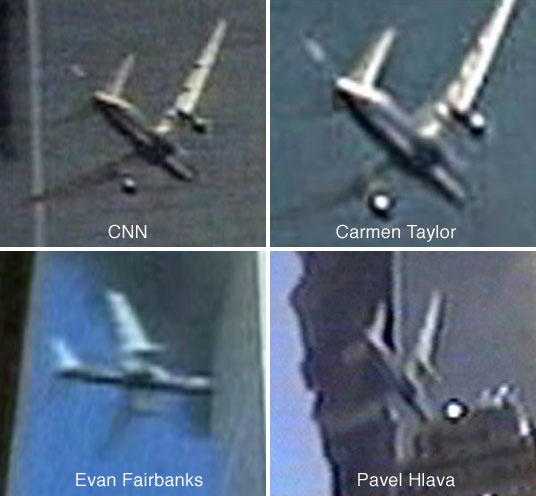 CNN
Carmen Taylor
Evan Fairbanks
Pavel Hlava